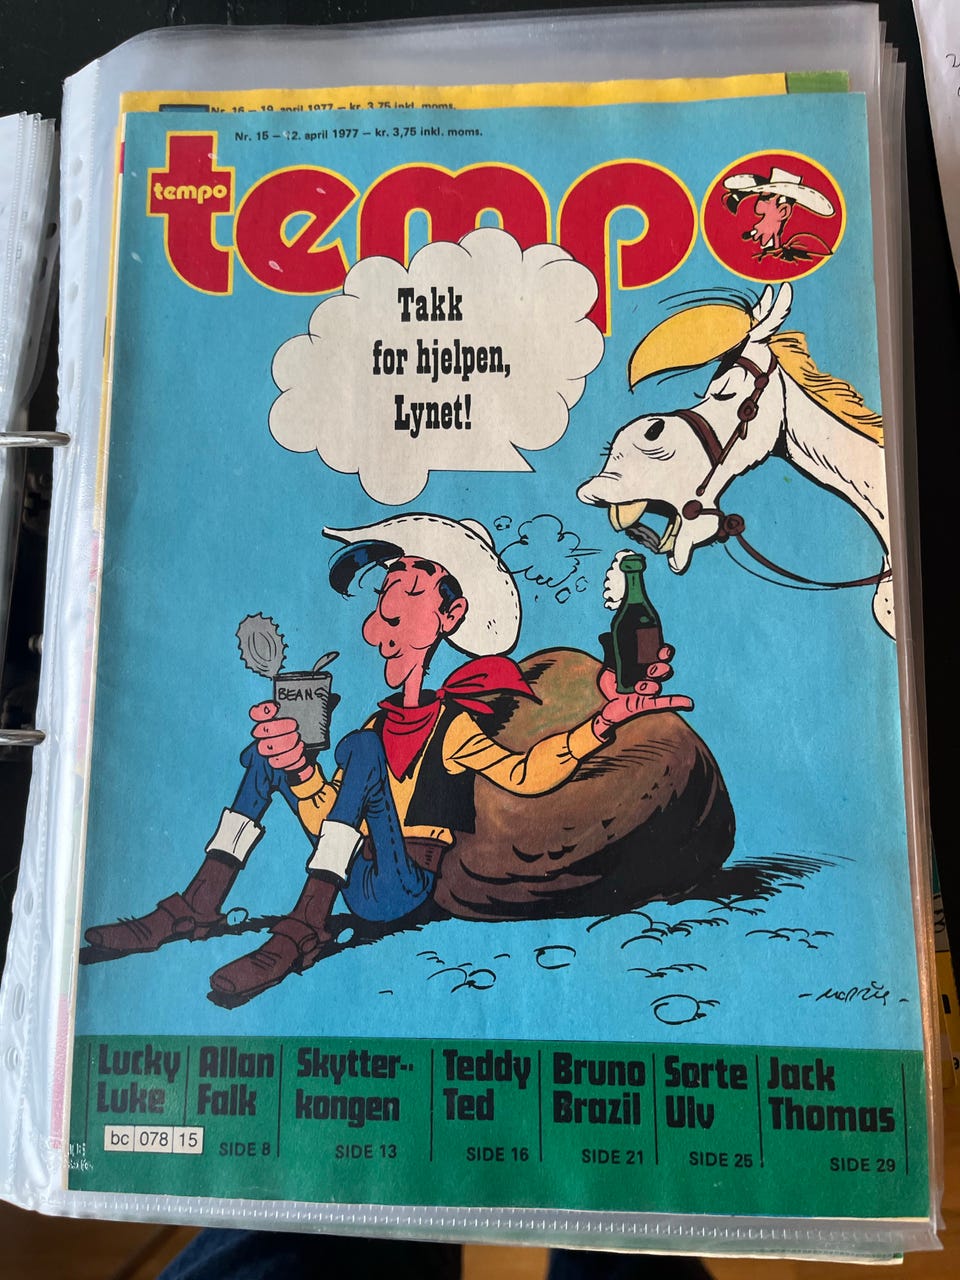 Nr. 16 – 19. april 1977 – kr. 3,75 inkl. moms.
Nr. 15 – 12. april 1977 – kr. 3,75 inkl. moms.
tempo
tempo
Takk
for hjelpen,
Lynet!
BEANS
- MORRIS -
Lucky Luke
Allan Falk
SIDE 8
Skytter-
kongen
SIDE 13
Teddy Ted
SIDE 16
Bruno Brazil
SIDE 21
Sorte Ulv
SIDE 25
Jack Thomas
SIDE 29
bc 078 15